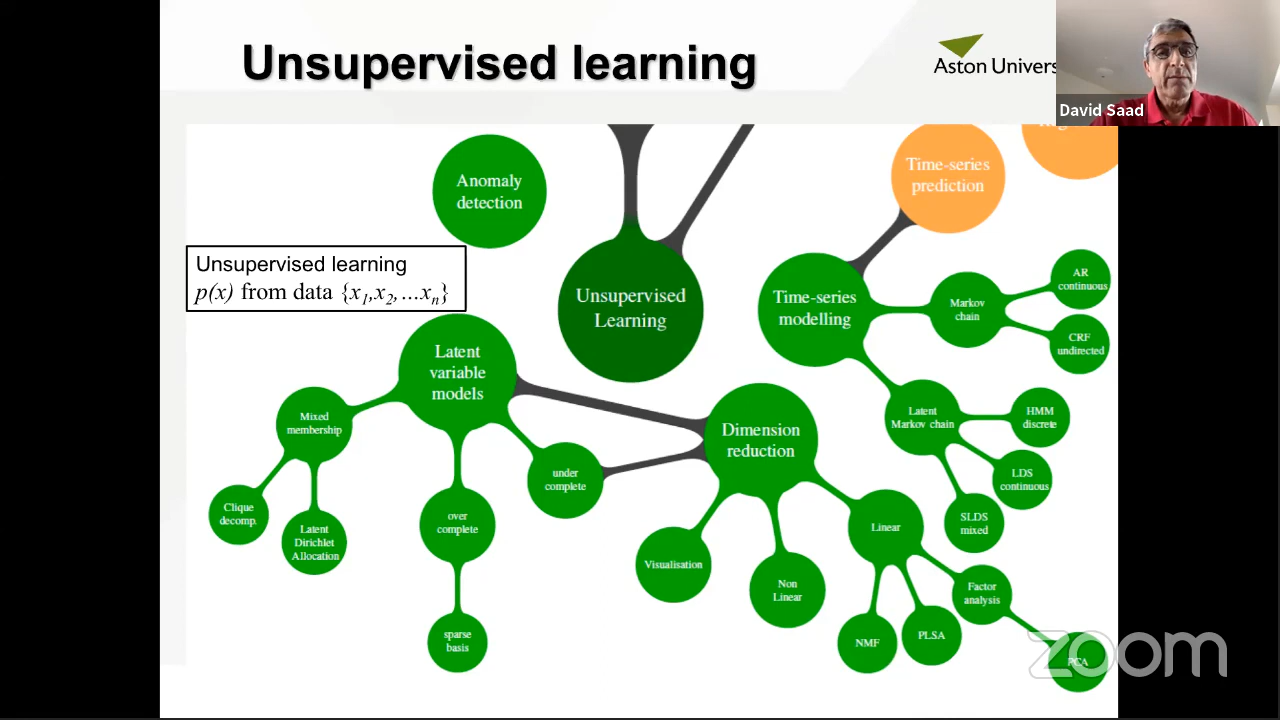 Unsupervised learning
Aston Univers
David Saad
Time-series
prediction
Anomaly
detection
Unsupervised learning
p(x) from data {x1,x2,...xn}
Unsupervised
Learning
Time-series
modelling
Markov
chain
AR
continuous
CRF
undirected
Latent
variable
models
Mixed
membership
Dimension
reduction
Latent
Markov chain
HMM
discrete
under
complete
LDS
continuous
Clique
decomp.
Latent
Dirichlet
Allocation
over
complete
Linear
SLDS
mixed
Visualisation
Non
Linear
Factor
analysis
sparse
basis
NMF
PLSA
PCA
zoom